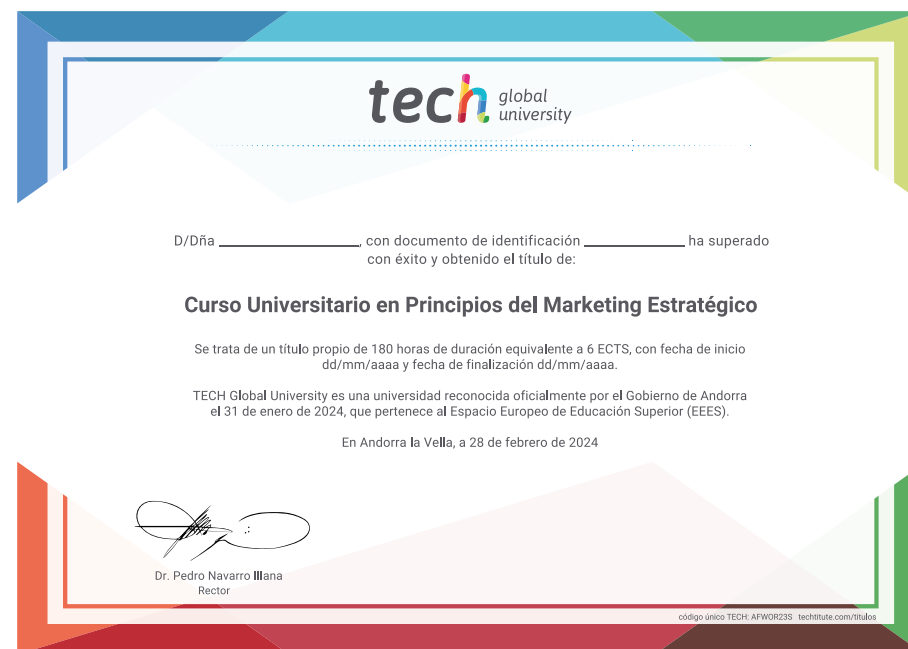 tech global university
D/Dña ____________________, con documento de identificación ______________ ha superado
con éxito y obtenido el título de:
Curso Universitario en Principios del Marketing Estratégico
Se trata de un título propio de 180 horas de duración equivalente a 6 ECTS, con fecha de inicio
dd/mm/aaaa y fecha de finalización dd/mm/aaaa.
TECH Global University es una universidad reconocida oficialmente por el Gobierno de Andorra
el 31 de enero de 2024, que pertenece al Espacio Europeo de Educación Superior (EEES).
En Andorra la Vella, a 28 de febrero de 2024
Dr. Pedro Navarro Illana
Rector
código único TECH: AFWOR23S techtitute.com/titulos